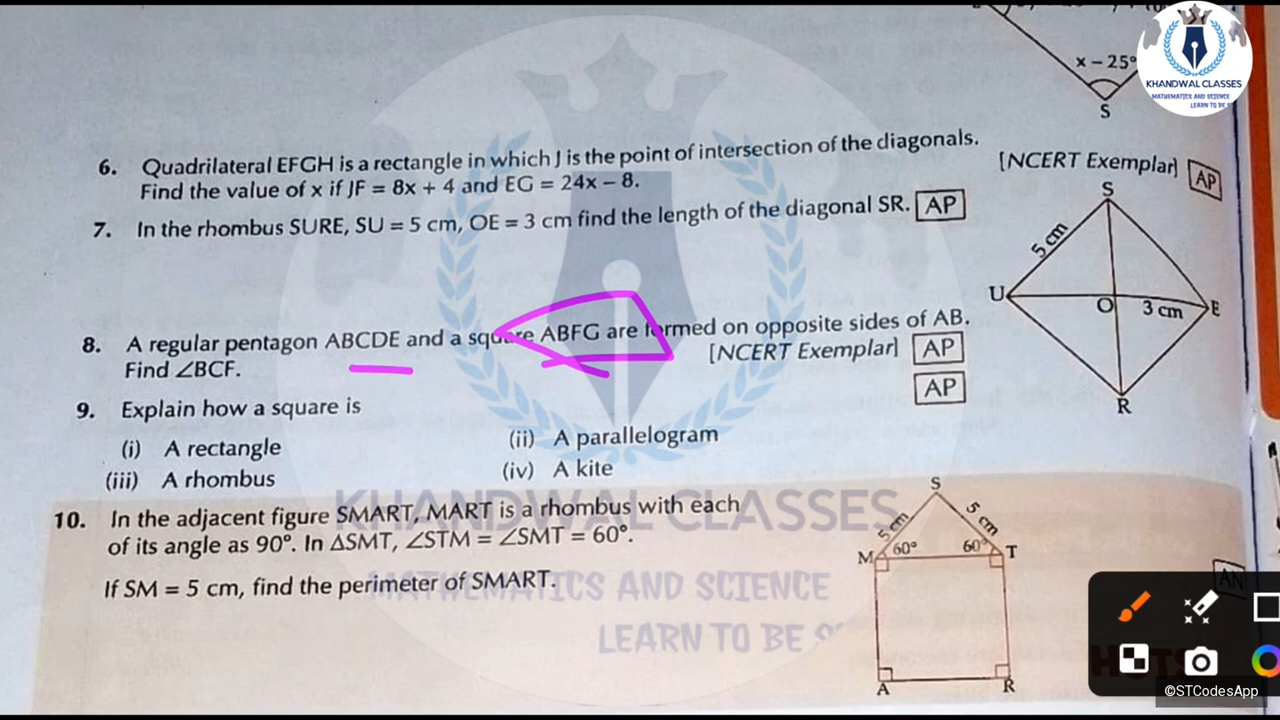 x – 25°
S
KHANDWAL CLASSES
MATHEMATICS AND SCIENCE
LEARN TO BE
6. Quadrilateral EFGH is a rectangle in which J is the point of intersection of the diagonals.
Find the value of x if JF = 8x + 4 and EG = 24x – 8.
[NCERT Exemplar] AP
7. In the rhombus SURE, SU = 5 cm, OE = 3 cm find the length of the diagonal SR. AP
S
5 cm
U
O
3 cm
E
R
8. A regular pentagon ABCDE and a square ABFG are formed on opposite sides of AB.
Find ∠BCF.
[NCERT Exemplar] AP
AP
9. Explain how a square is
(i) A rectangle
(ii) A parallelogram
(iii) A rhombus
(iv) A kite
KHANDWAL CLASSES
10. In the adjacent figure SMART, MART is a rhombus with each
of its angle as 90°. In ΔSMT, ∠STM = ∠SMT = 60°.
If SM = 5 cm, find the perimeter of SMART.
MATHEMATICS AND SCIENCE
LEARN TO BE
S
5 cm
5 cm
M
60°
60°
T
A
R
AN
©STCodesApp